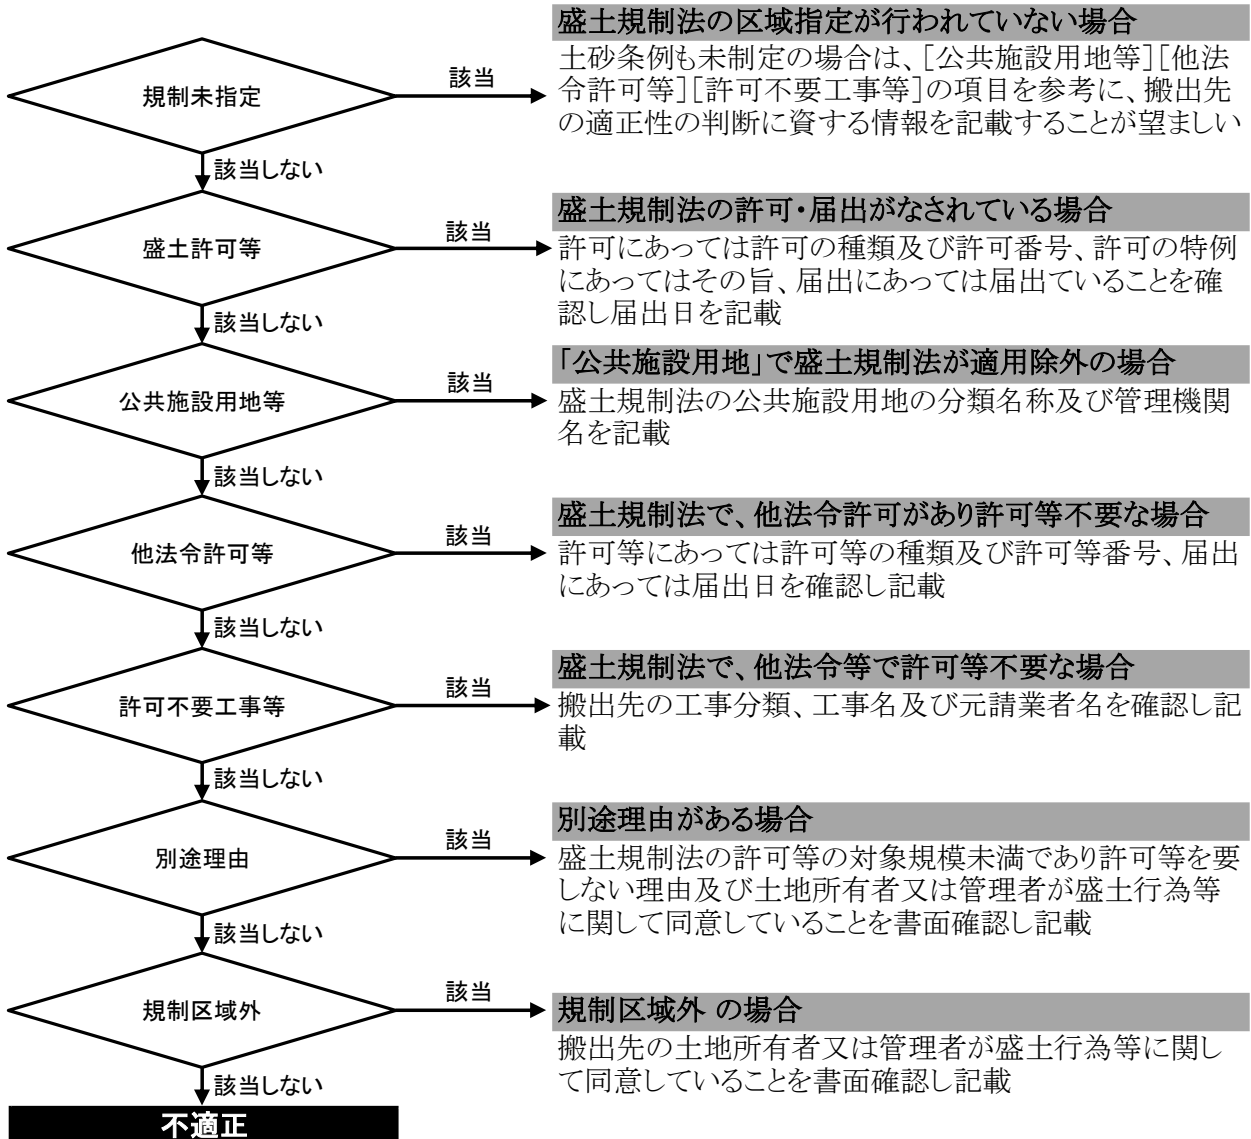 盛土規制法の区域指定が行われていない場合
規制未指定
該当
土砂条例も未制定の場合は、［公共施設用地等］［他法
令許可等］［許可不要工事等］の項目を参考に、搬出先
の適正性の判断に資する情報を記載することが望ましい
該当しない
盛土規制法の許可・届出がなされている場合
盛土許可等
該当
許可にあっては許可の種類及び許可番号、許可の特例
にあってはその旨、届出にあっては届出ていることを確
認し届出日を記載
該当しない
「公共施設用地」で盛土規制法が適用除外の場合
公共施設用地等
該当
盛土規制法の公共施設用地の分類名称及び管理機関
名を記載
該当しない
盛土規制法で、他法令許可があり許可等不要な場合
他法令許可等
該当
許可等にあっては許可等の種類及び許可等番号、届出
にあっては届出日を確認し記載
該当しない
盛土規制法で、他法令等で許可等不要な場合
許可不要工事等
該当
搬出先の工事分類、工事名及び元請業者名を確認し記
載
該当しない
別途理由がある場合
別途理由
該当
盛土規制法の許可等の対象規模未満であり許可等を要
しない理由及び土地所有者又は管理者が盛土行為等
に関して同意していることを書面確認し記載
該当しない
規制区域外 の場合
規制区域外
該当
搬出先の土地所有者又は管理者が盛土行為等に関し
て同意していることを書面確認し記載
該当しない
不適正